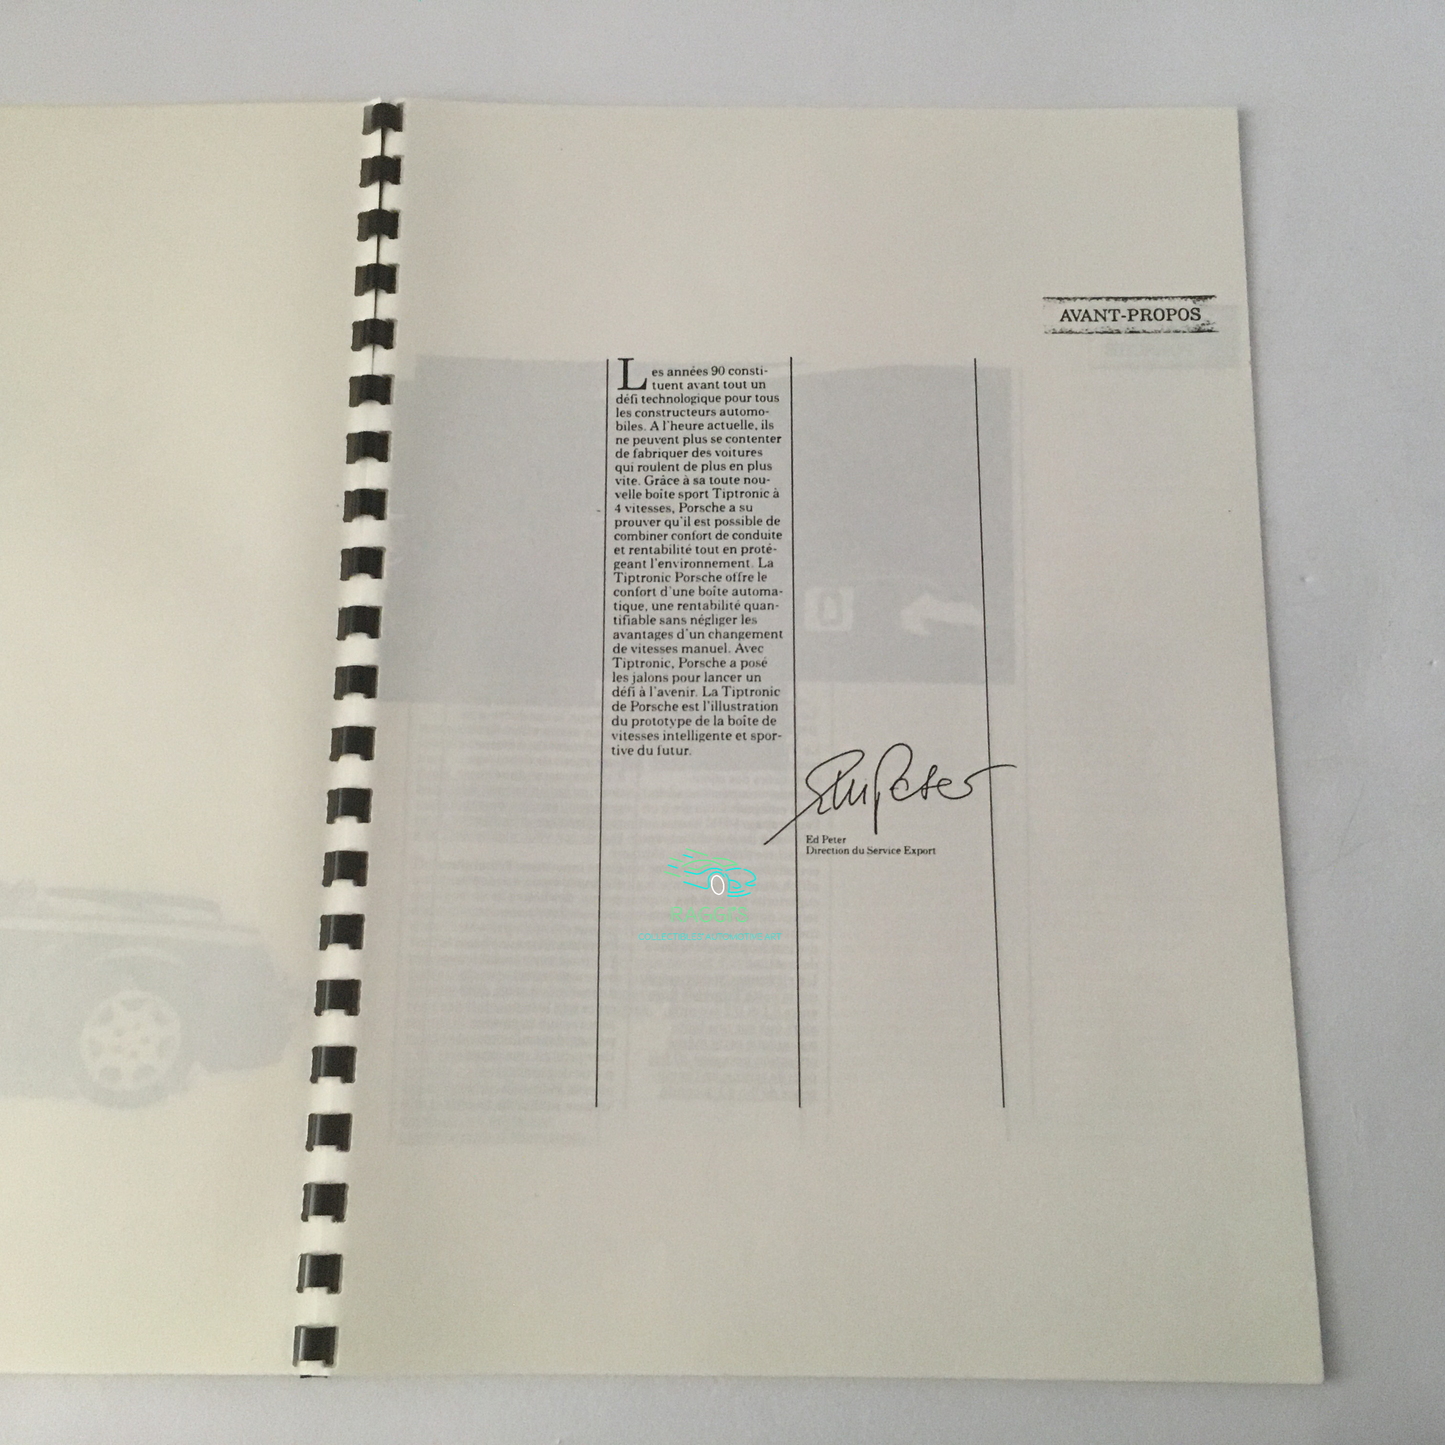 AVANT-PROPOS
Les années 90 consti-
tuent avant tout un
défi technologique pour tous
les constructeurs automo-
biles. A l'heure actuelle, ils
ne peuvent plus se contenter
de fabriquer des voitures
qui roulent de plus en plus
vite. Grâce à sa toute nou-
velle boîte sport Tiptronic à
4 vitesses, Porsche a su
prouver qu'il est possible de
combiner confort de conduite
et rentabilité tout en proté-
geant l'environnement. La
Tiptronic Porsche offre le
confort d'une boîte automa-
tique, une rentabilité quan-
tifiable sans négliger les
avantages d'un changement
de vitesses manuel. Avec
Tiptronic, Porsche a posé
les jalons pour lancer un
défi à l'avenir. La Tiptronic
de Porsche est l'illustration
du prototype de la boîte de
vitesses intelligente et spor-
tive du futur.
Ed Peter
Direction du Service Export